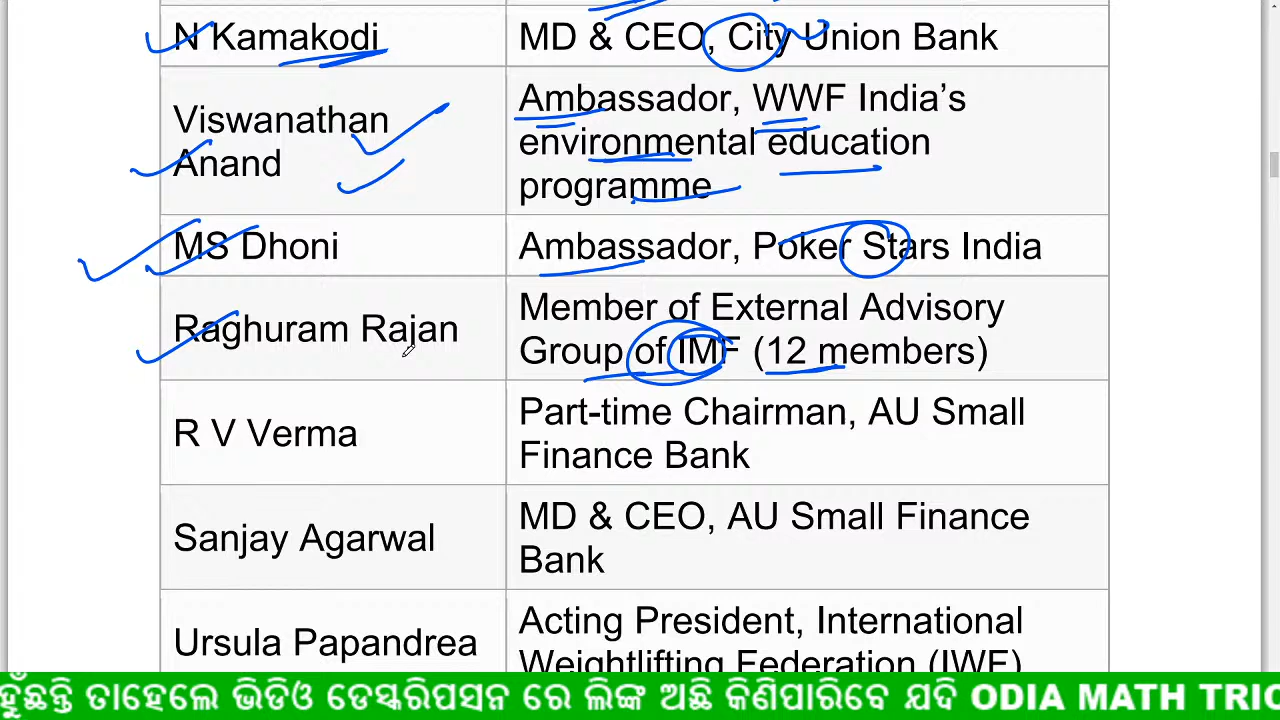 N Kamakodi
MD & CEO, City Union Bank
Viswanathan
Anand
Ambassador, WWF India's
environmental education
programme
MS Dhoni
Ambassador, Poker Stars India
Raghuram Rajan
Member of External Advisory
Group of IMF (12 members)
R V Verma
Part-time Chairman, AU Small
Finance Bank
Sanjay Agarwal
MD & CEO, AU Small Finance
Bank
Ursula Papandrea
Acting President, International
Weightlifting Federation (IWF)
ହୁଁଛନ୍ତି ତାହେଲେ ଭିଡିଓ ଡେସ୍କରିପସନ ରେ ଲିଙ୍କ ଅଛି କିଣିପାରିବେ ଯଦି ODIA MATH TRIC